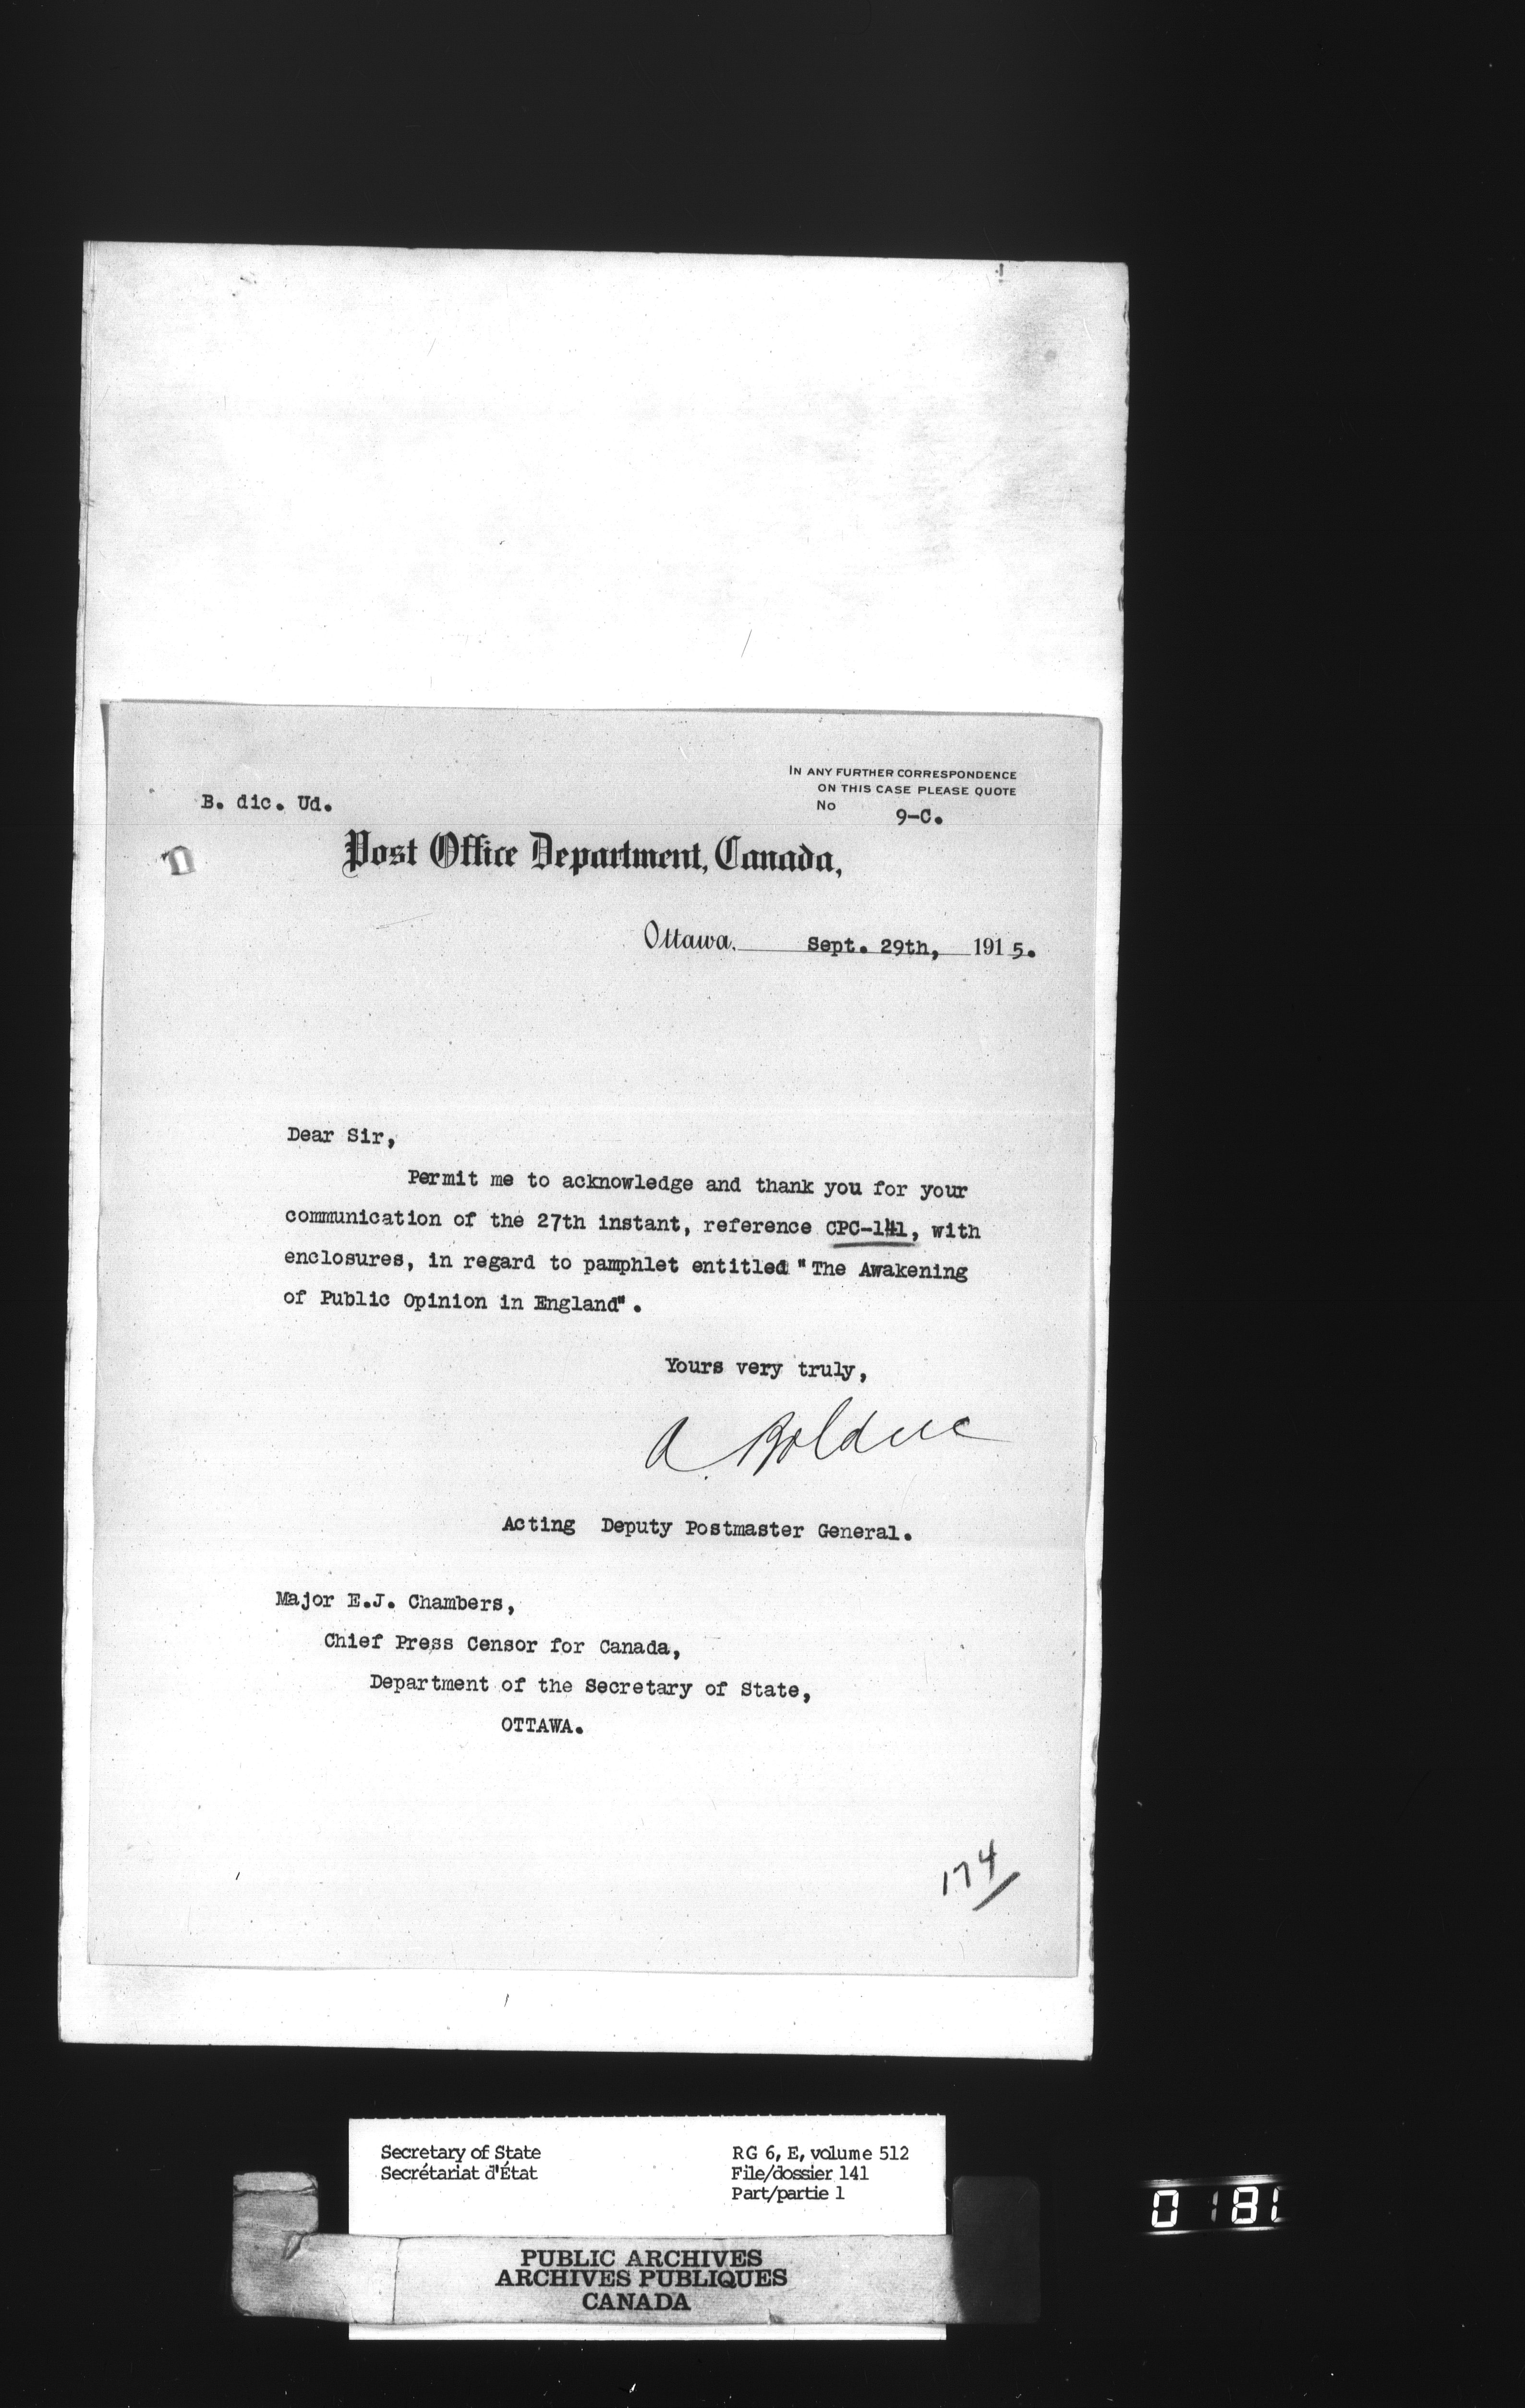 IN ANY FURTHER CORRESPONDENCE
ON THIS CASE PLEASE QUOTE
No 9-C.
B. dic. Ud.
Post Office Department, Canada,
Ottawa, Sept. 29th, 1915.
Dear Sir,
Permit me to acknowledge and thank you for your
communication of the 27th instant, reference CPC-141, with
enclosures, in regard to pamphlet entitled "The Awakening
of Public Opinion in England".
Yours very truly,
A. Bolduc
Acting Deputy Postmaster General.
Major E.J. Chambers,
Chief Press Censor for Canada,
Department of the Secretary of State,
OTTAWA.
174
Secretary of State
Secrétariat d'État
RG 6, E, volume 512
File/dossier 141
Part/partie 1
PUBLIC ARCHIVES
ARCHIVES PUBLIQUES
CANADA